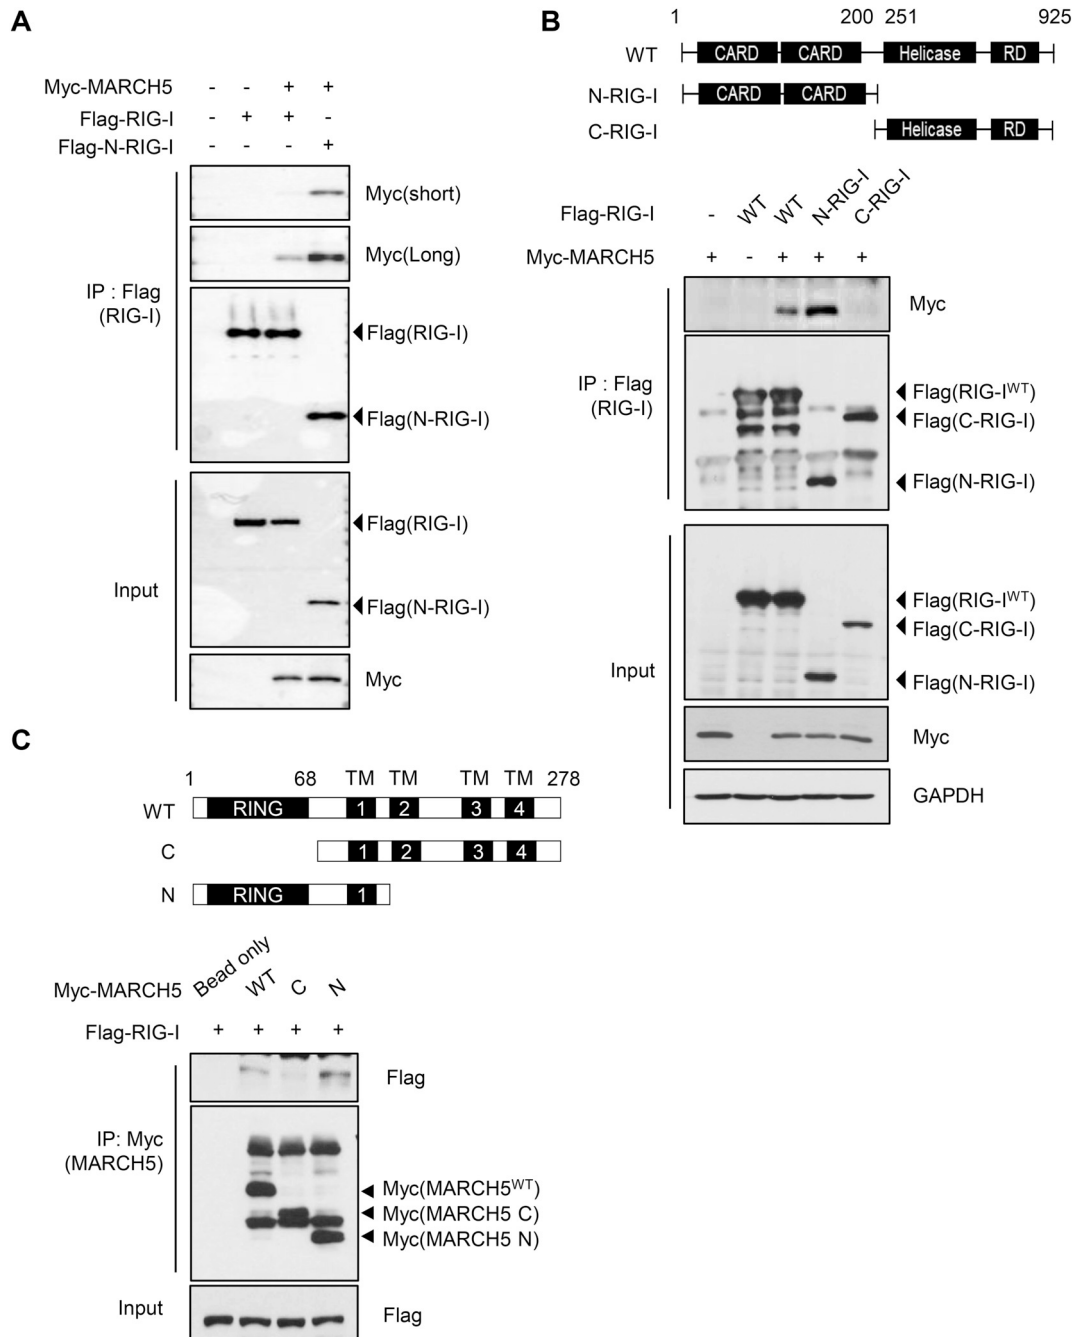 A
Myc-MARCH5 - - + +
Flag-RIG-I - + + -
Flag-N-RIG-I - - - +
IP : Flag
(RIG-I)
Myc(short)
Myc(Long)
Flag(RIG-I)
Flag(N-RIG-I)
Input
Flag(RIG-I)
Flag(N-RIG-I)
Myc
B
1 200 251 925
WT CARD CARD Helicase RD
N-RIG-I CARD CARD
C-RIG-I Helicase RD
Flag-RIG-I - WT WT N-RIG-I C-RIG-I
Myc-MARCH5 + - + + +
IP : Flag
(RIG-I)
Myc
Flag(RIG-IWT)
Flag(C-RIG-I)
Flag(N-RIG-I)
Input
Flag(RIG-IWT)
Flag(C-RIG-I)
Flag(N-RIG-I)
Myc
GAPDH
C
1 68 TM TM TM TM 278
WT RING 1 2 3 4
C 1 2 3 4
N RING 1
Myc-MARCH5 Bead only WT C N
Flag-RIG-I + + + +
IP: Myc
(MARCH5)
Flag
Myc(MARCH5WT)
Myc(MARCH5 C)
Myc(MARCH5 N)
Input
Flag